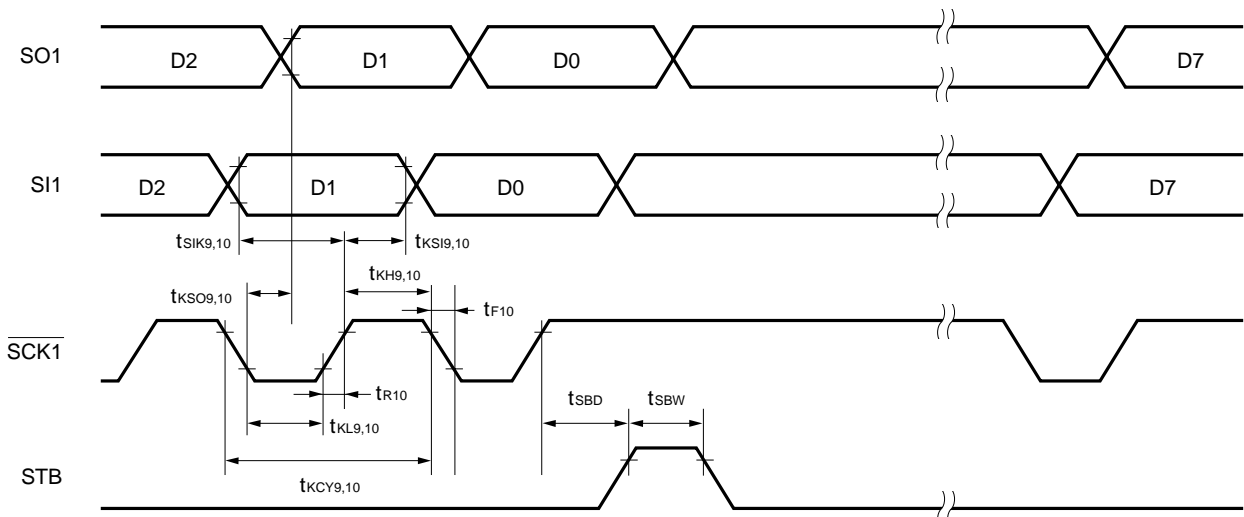 SO1 D2 D1 D0 D7
SI1 D2 D1 D0 D7
tSIK9,10 tKSI9,10
tKH9,10
tKSO9,10 tF10
SCK1
tR10
tSBD tSBW
tKL9,10
STB
tKCY9,10